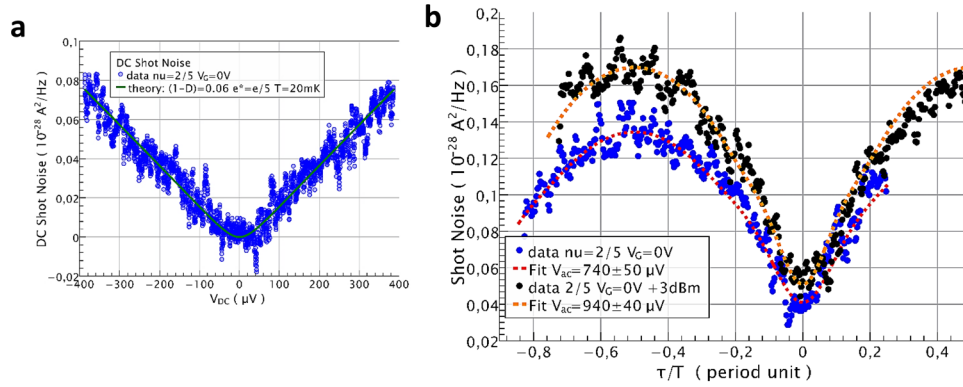 a
DC Shot Noise
data nu=2/5 V_G=0V
theory: (1-D)=0.06 e*=e/5 T=20mK
DC Shot Noise ( 10⁻²⁸ A²/Hz )
0,1
0,08
0,06
0,04
0,02
0
−0,02
−400 −300 −200 −100 0 100 200 300 400
V_DC ( µV )
b
Shot Noise ( 10⁻²⁸ A²/Hz )
0,2
0,18
0,16
0,14
0,12
0,1
0,08
0,06
0,04
0,02
data nu=2/5 V_G=0V
Fit V_ac=740±50 µV
data 2/5 V_G=0V +3dBm
Fit V_ac=940±40 µV
−0,8 −0,6 −0,4 −0,2 0 0,2 0,4
τ/T ( period unit )